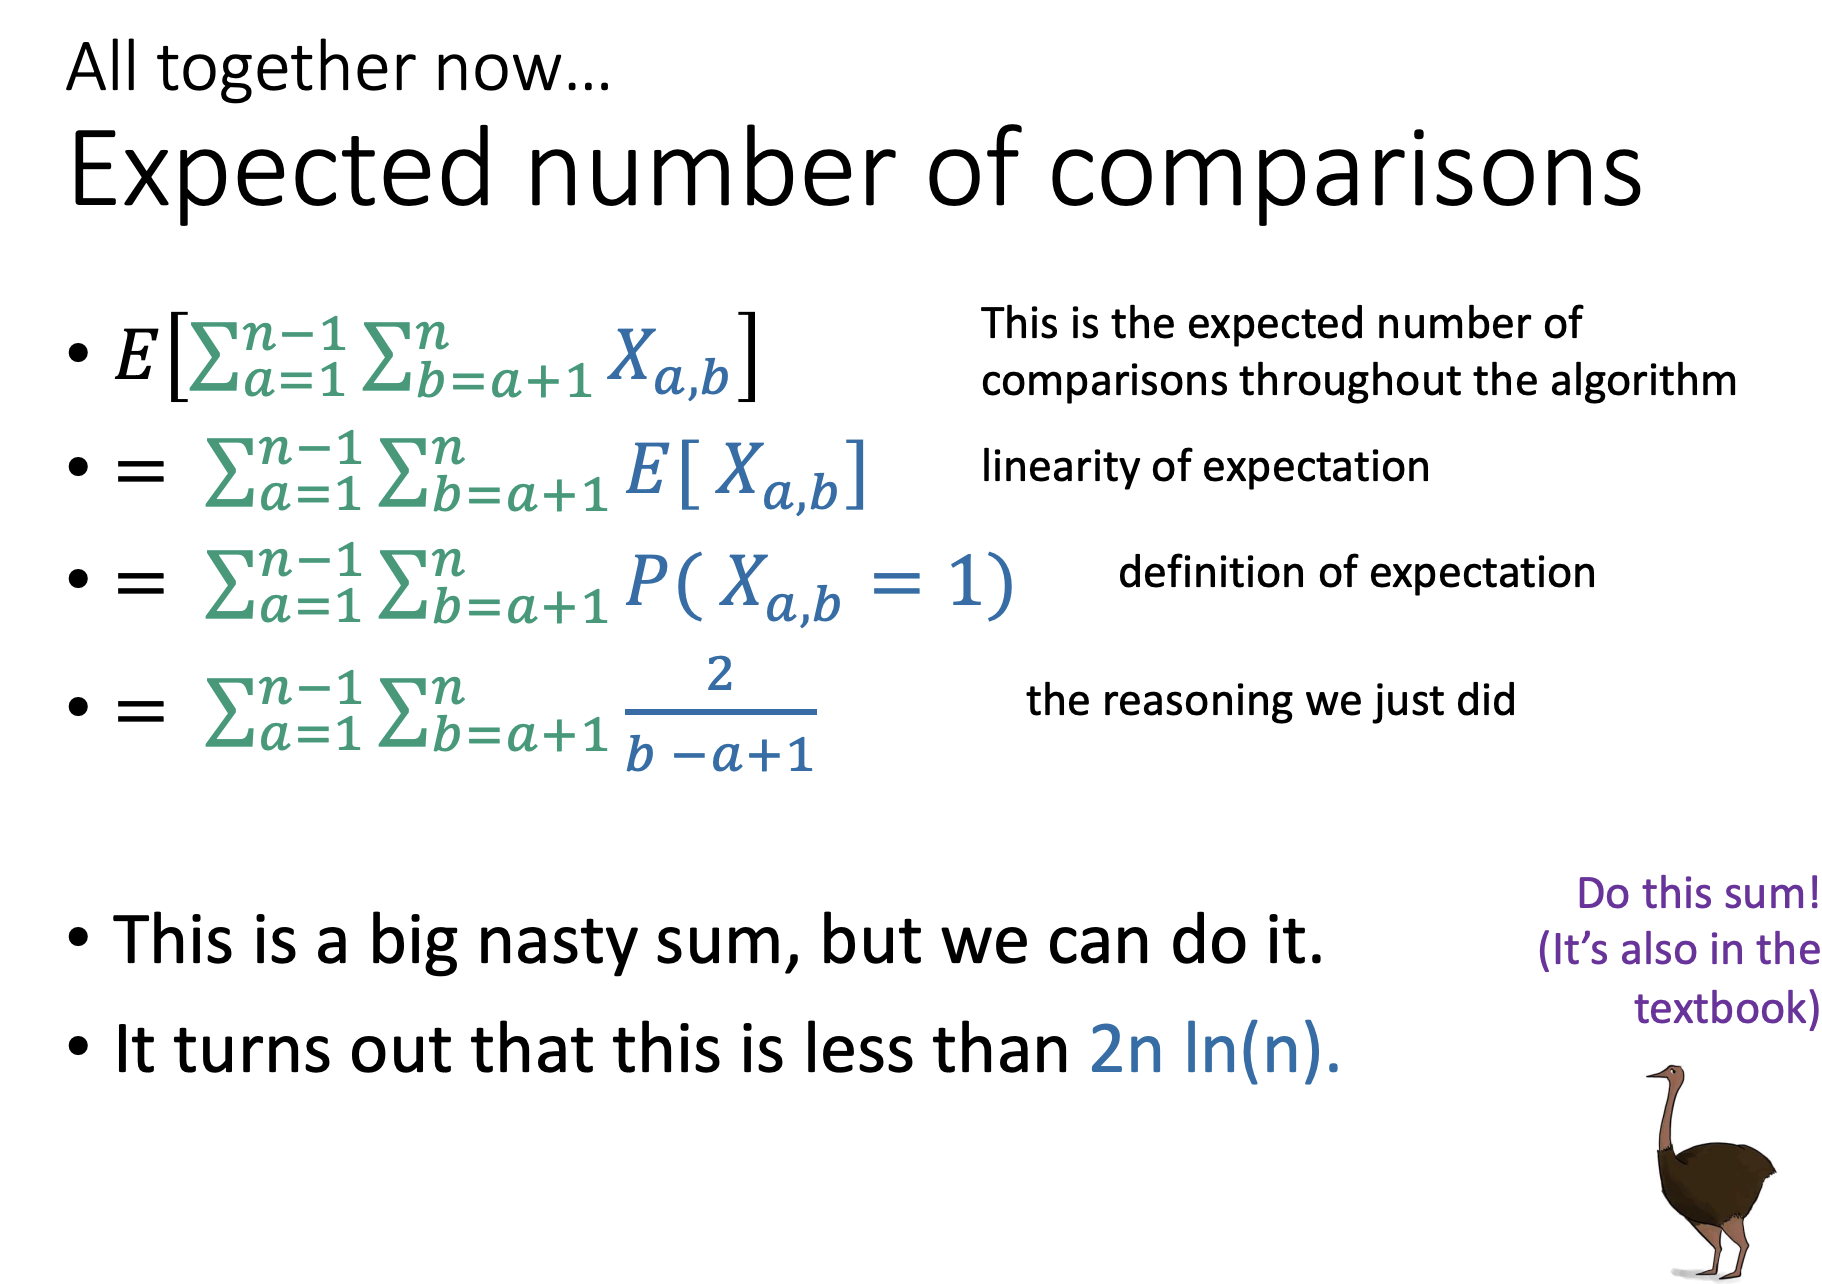 All together now...
Expected number of comparisons
• $E\left[\sum_{a=1}^{n-1} \sum_{b=a+1}^{n} X_{a,b}\right]$
This is the expected number of
comparisons throughout the algorithm
• $= \sum_{a=1}^{n-1} \sum_{b=a+1}^{n} E[\, X_{a,b}]$ linearity of expectation
• $= \sum_{a=1}^{n-1} \sum_{b=a+1}^{n} P(\, X_{a,b} = 1)$ definition of expectation
• $= \sum_{a=1}^{n-1} \sum_{b=a+1}^{n} \frac{2}{b-a+1}$ the reasoning we just did
• This is a big nasty sum, but we can do it.
• It turns out that this is less than 2n ln(n).
Do this sum!
(It’s also in the
textbook)